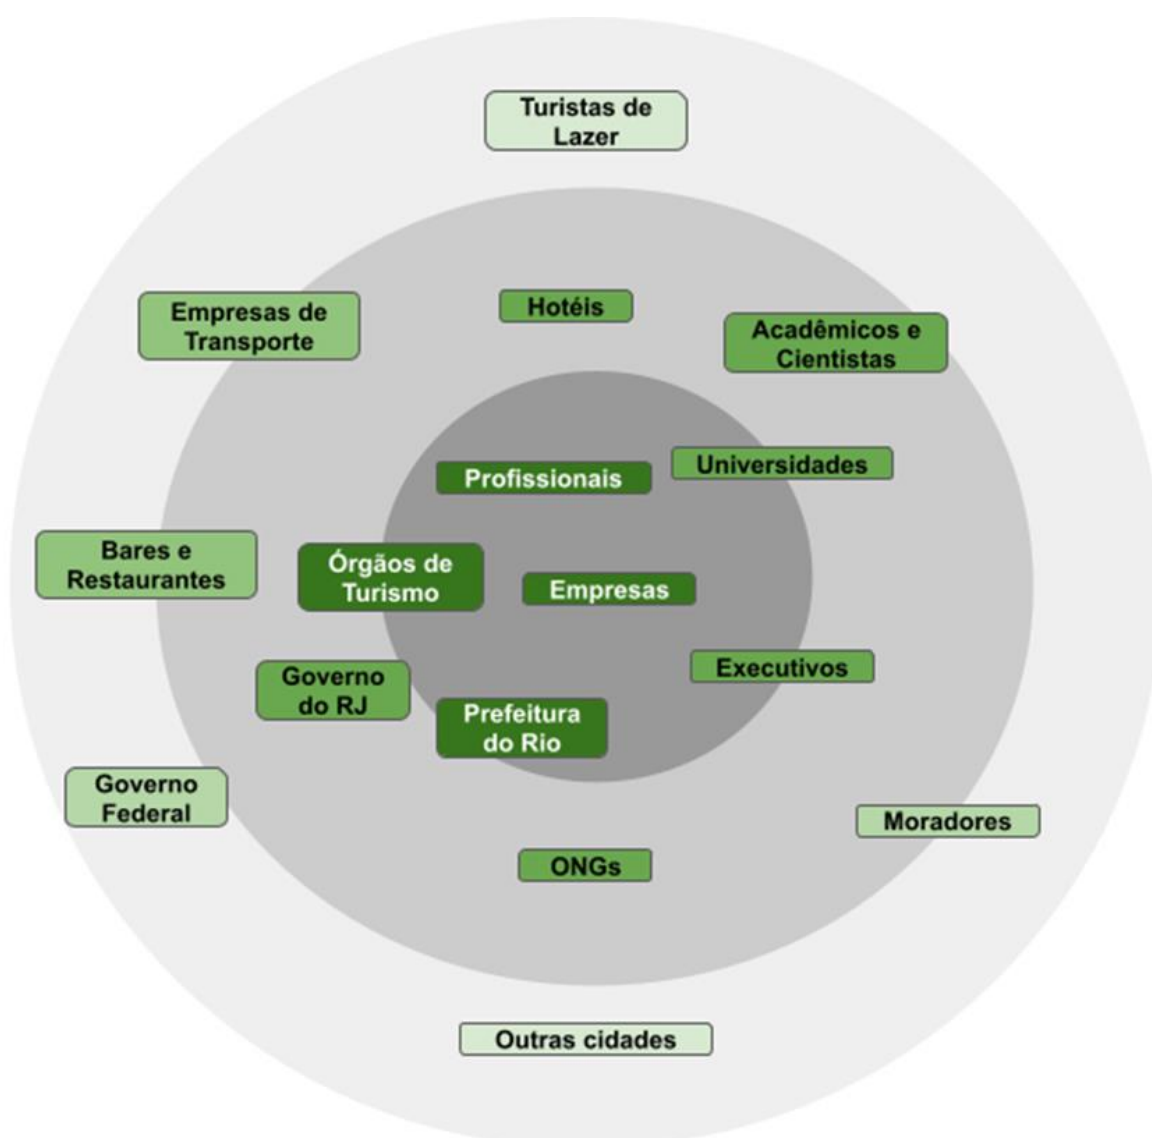 Turistas de
Lazer
Empresas de
Transporte
Hotéis
Acadêmicos e
Cientistas
Profissionais
Universidades
Bares e
Restaurantes
Órgãos de
Turismo
Empresas
Governo
do RJ
Executivos
Prefeitura
do Rio
Governo
Federal
Moradores
ONGs
Outras cidades